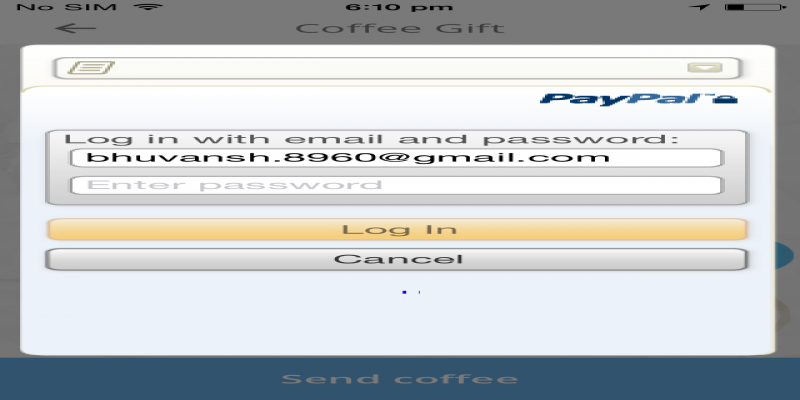 No SIM 6:10 pm
Coffee Gift
PayPal™
Log in with email and password:
bhuvansh.8960@gmail.com
Enter password
Log In
Cancel
Send coffee